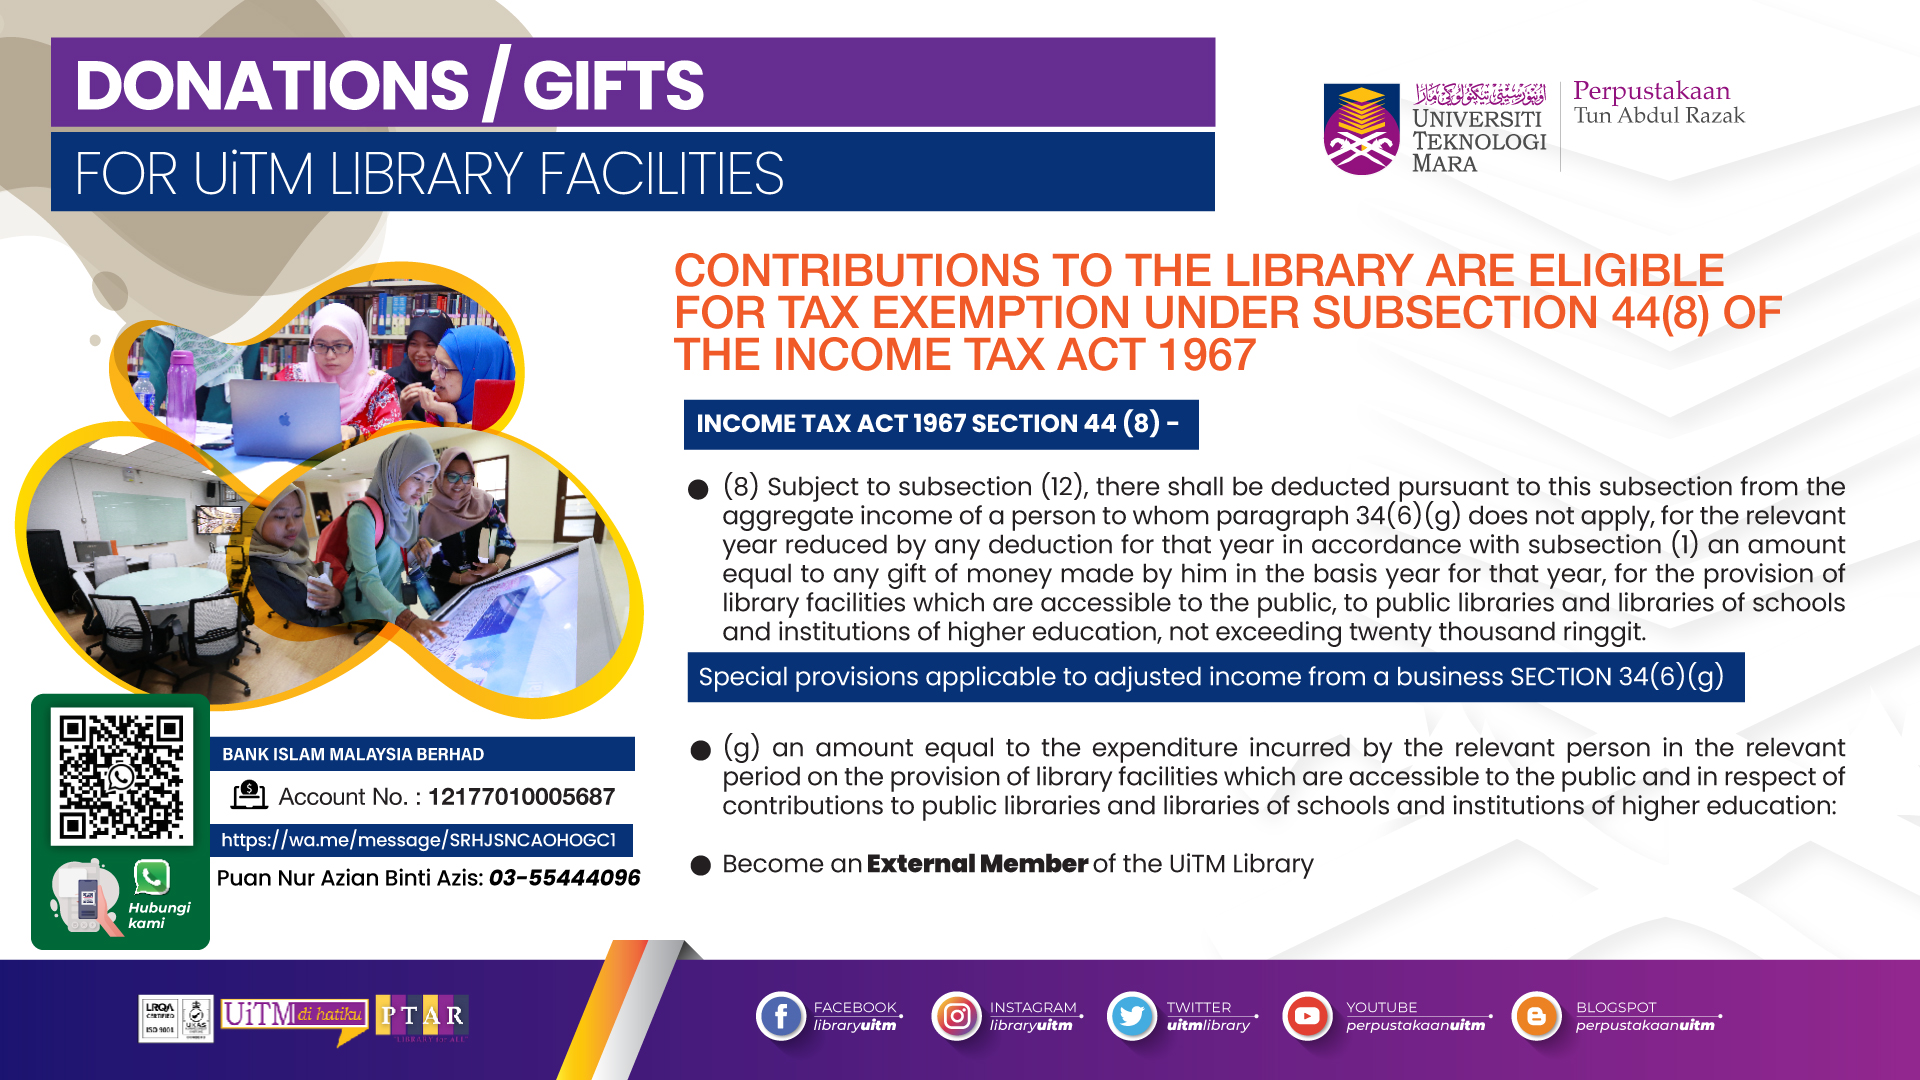 DONATIONS / GIFTS
FOR UiTM LIBRARY FACILITIES
اونيۏرسيتي تيكنولوڬي مارا
UNIVERSITI
TEKNOLOGI
MARA
Perpustakaan
Tun Abdul Razak
CONTRIBUTIONS TO THE LIBRARY ARE ELIGIBLE
FOR TAX EXEMPTION UNDER SUBSECTION 44(8) OF
THE INCOME TAX ACT 1967
INCOME TAX ACT 1967 SECTION 44 (8) -
● (8) Subject to subsection (12), there shall be deducted pursuant to this subsection from the
aggregate income of a person to whom paragraph 34(6)(g) does not apply, for the relevant
year reduced by any deduction for that year in accordance with subsection (1) an amount
equal to any gift of money made by him in the basis year for that year, for the provision of
library facilities which are accessible to the public, to public libraries and libraries of schools
and institutions of higher education, not exceeding twenty thousand ringgit.
Special provisions applicable to adjusted income from a business SECTION 34(6)(g)
● (g) an amount equal to the expenditure incurred by the relevant person in the relevant
period on the provision of library facilities which are accessible to the public and in respect of
contributions to public libraries and libraries of schools and institutions of higher education:
● Become an External Member of the UiTM Library
BANK ISLAM MALAYSIA BERHAD
Account No. : 12177010005687
https://wa.me/message/SRHJSNCAOHOGC1
Puan Nur Azian Binti Azis: 03-55444096
Hubungi
kami
LRQA
CERTIFIED
ISO 9001
UKAS
UiTM di hatiku
PTAR
"LIBRARY for ALL"
FACEBOOK
libraryuitm
INSTAGRAM
libraryuitm
TWITTER
uitmlibrary
YOUTUBE
perpustakaanuitm
BLOGSPOT
perpustakaanuitm